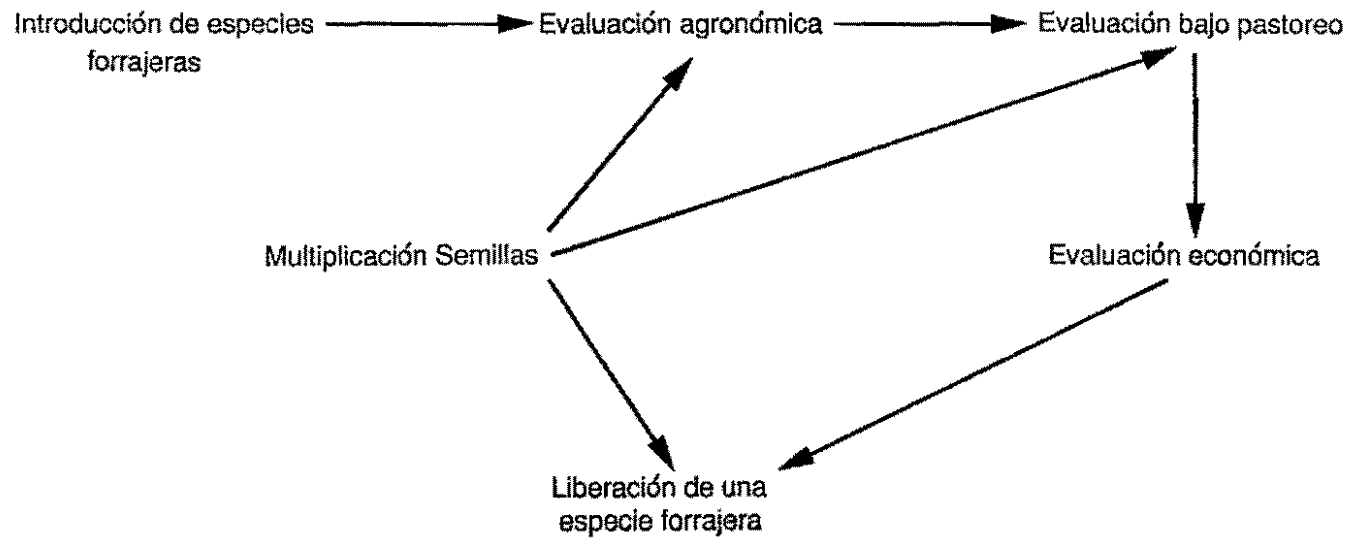 Introducción de especies
forrajeras
Evaluación agronómica
Evaluación bajo pastoreo
Multiplicación Semillas
Evaluación económica
Liberación de una
especie forrajera